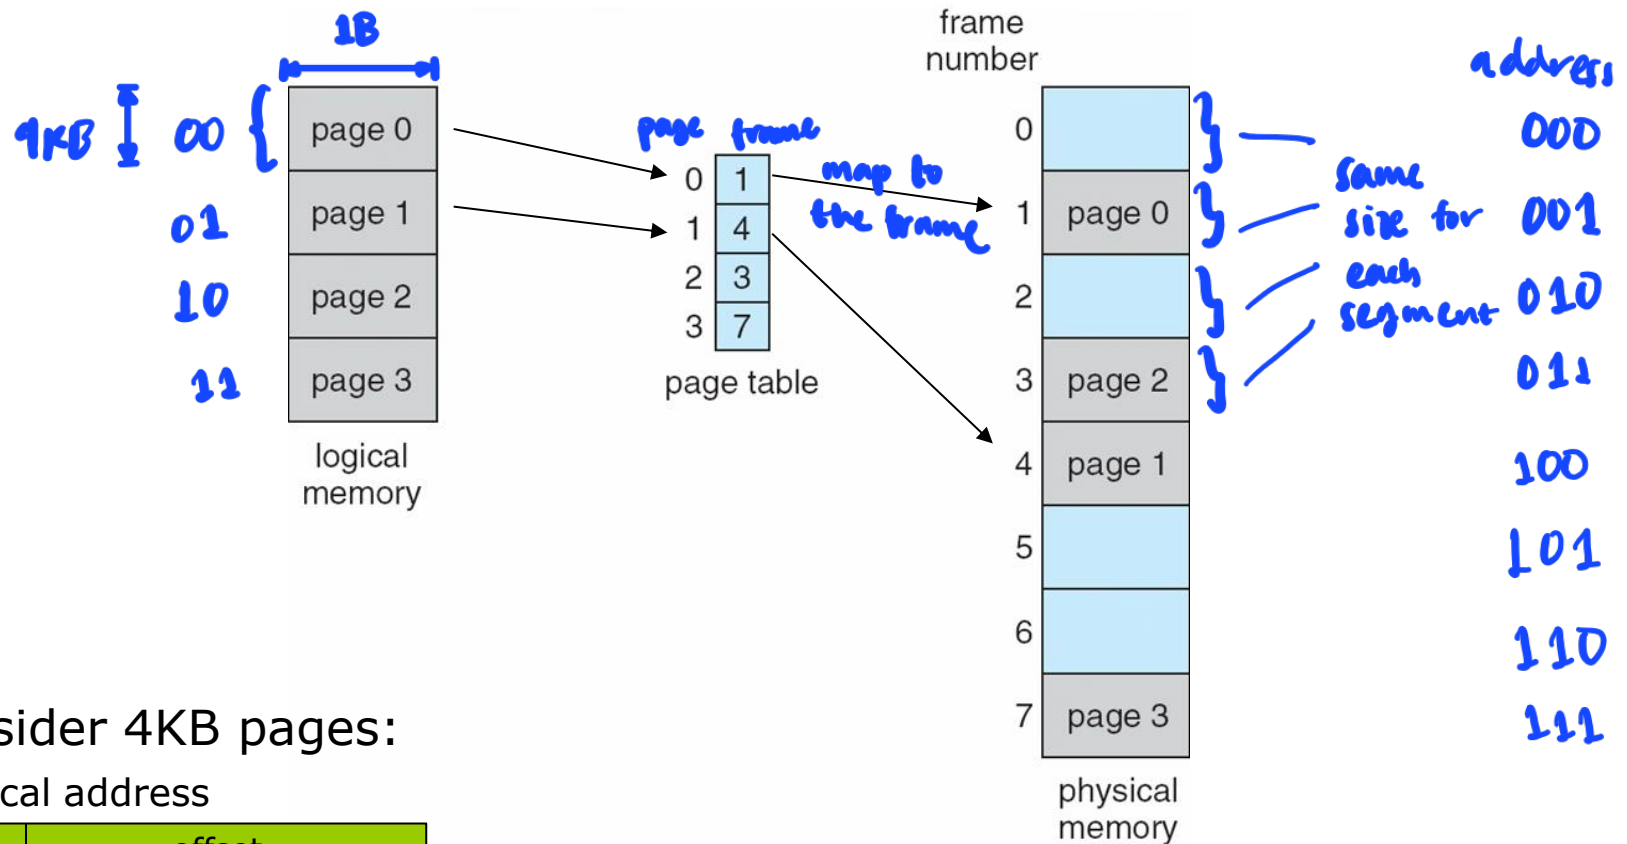 1B
4KB 00 page 0
01 page 1
10 page 2
11 page 3
logical
memory
page frame
0 1
1 4
2 3
3 7
page table
map to
the frame
frame
number
0
1 page 0
2
3 page 2
4 page 1
5
6
7 page 3
physical
memory
same
size for
each
segment
address
000
001
010
011
100
101
110
111
sider 4KB pages:
cal address
offset